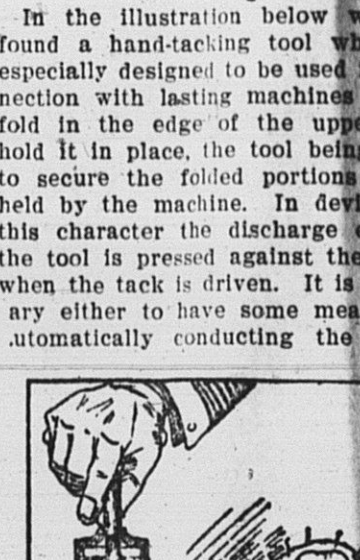 In the illustration below w
found a hand-tacking tool wh
especially designed to be used
nection with lasting machines
fold in the edge of the uppe
hold it in place, the tool being
to secure the folded portions
held by the machine. In devi
this character the discharge e
the tool is pressed against the
when the tack is driven. It is
ary either to have some mea
.utomatically conducting the